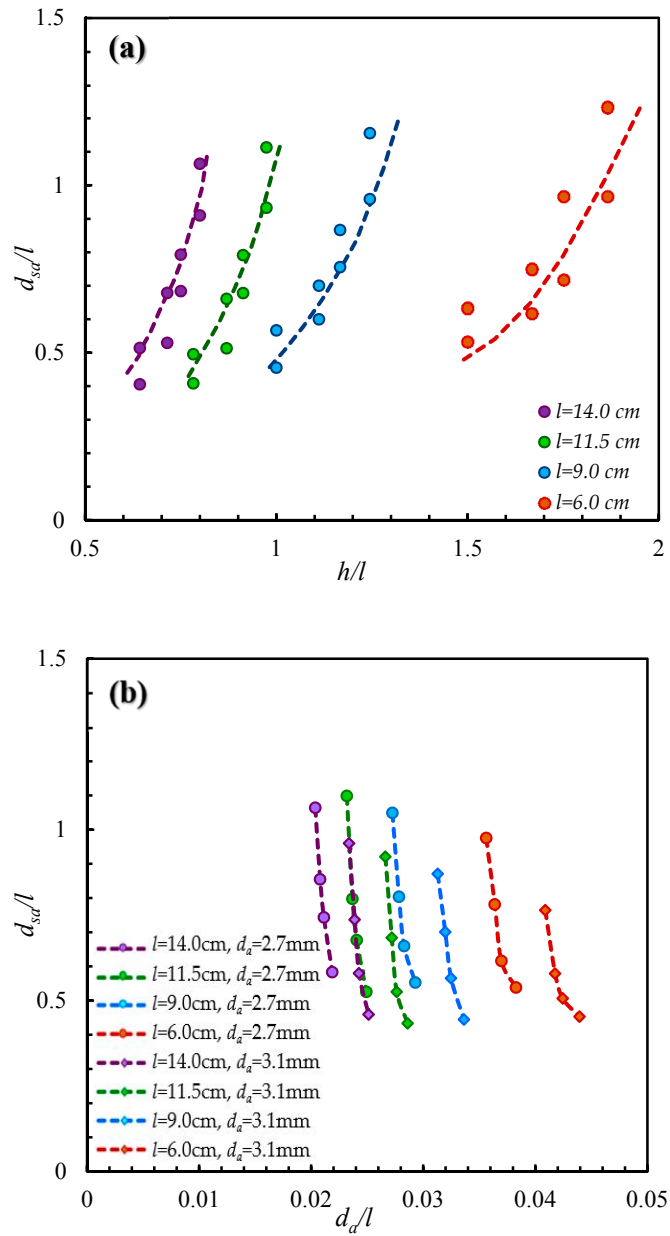 1.5
(a)
1
d_sa/l
0.5
l=14.0 cm
l=11.5 cm
l=9.0 cm
l=6.0 cm
0
0.5 1 1.5 2
h/l
1.5
(b)
1
d_sa/l
l=14.0cm, d_a=2.7mm
l=11.5cm, d_a=2.7mm
l=9.0cm, d_a=2.7mm
0.5
l=6.0cm, d_a=2.7mm
l=14.0cm, d_a=3.1mm
l=11.5cm, d_a=3.1mm
l=9.0cm, d_a=3.1mm
l=6.0cm, d_a=3.1mm
0
0 0.01 0.02 0.03 0.04 0.05
d_a/l